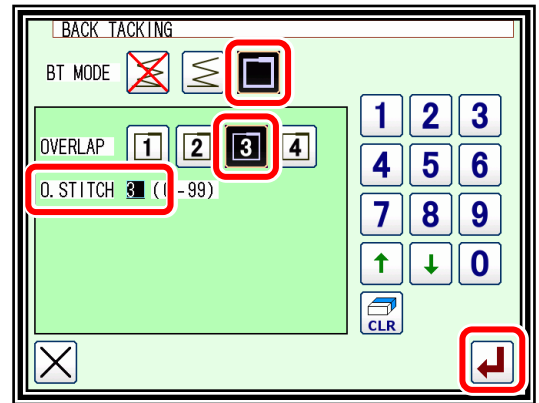 BACK TACKING
BT MODE
1 2 3
OVERLAP 1 2 3 4
4 5 6
O.STITCH 3 ( -99)
7 8 9
0
CLR